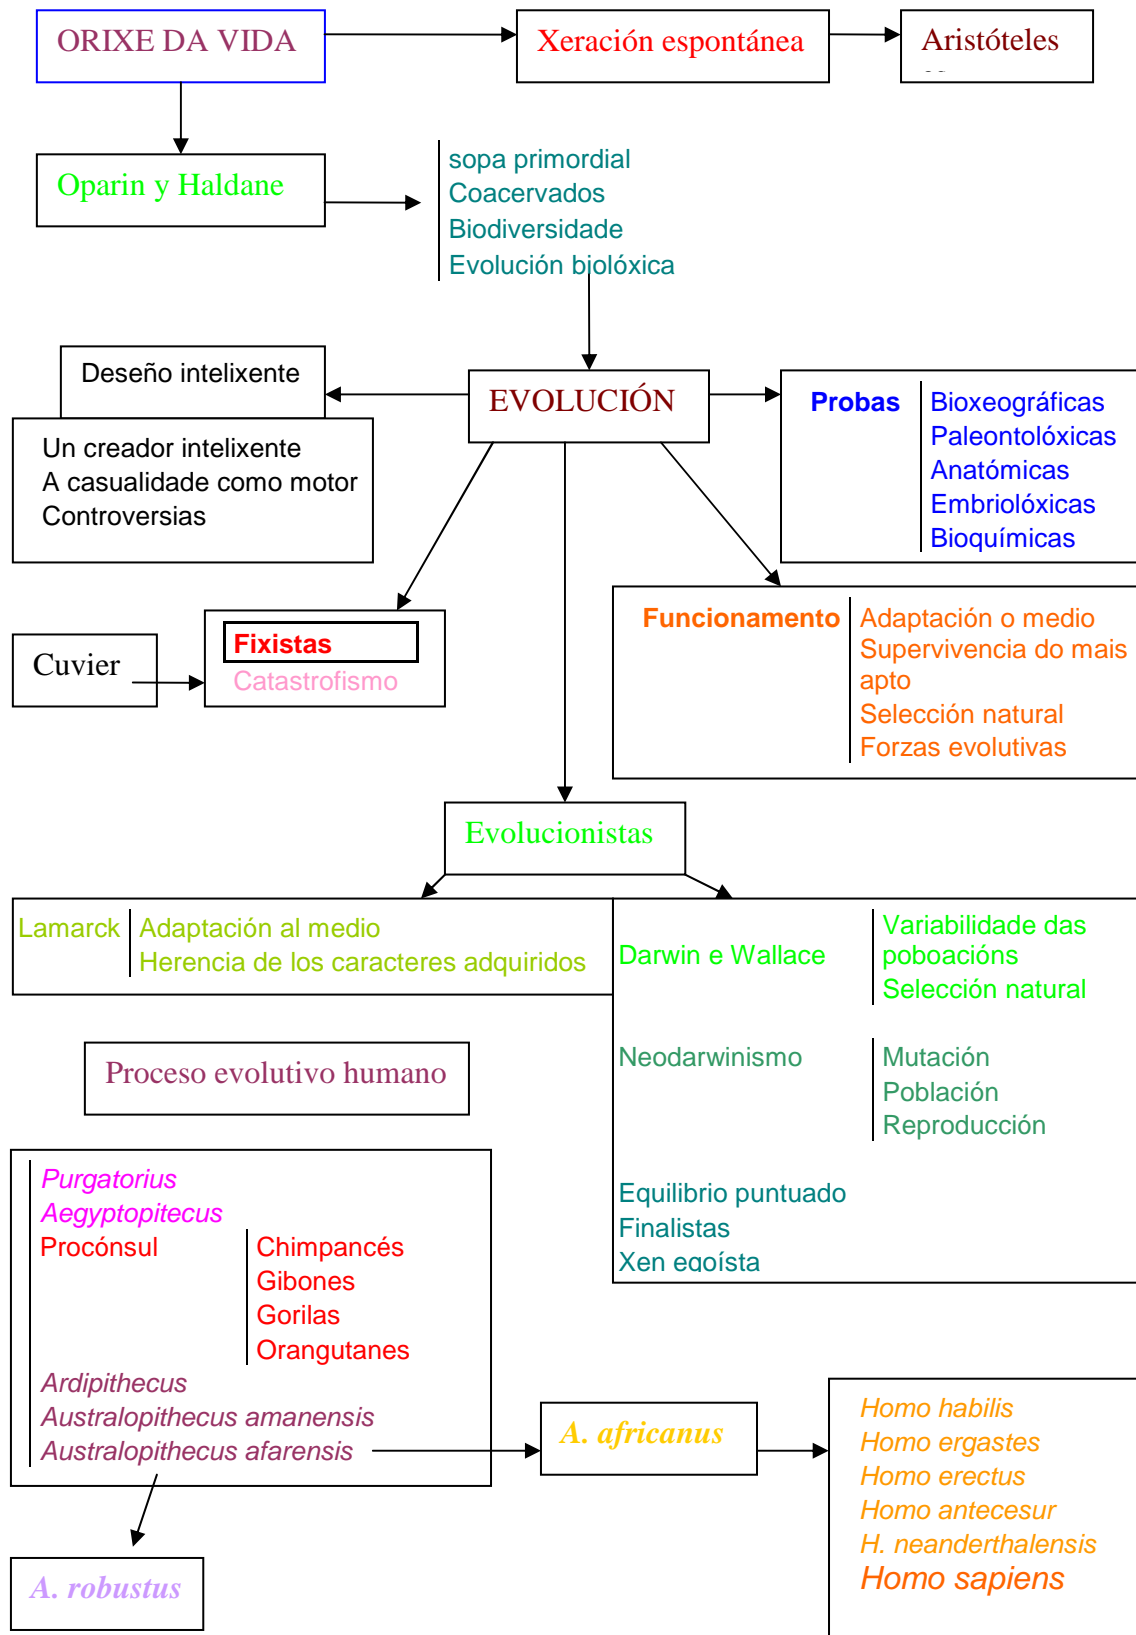 ORIXE DA VIDA
Xeración espontánea
Aristóteles
Oparin y Haldane
sopa primordial
Coacervados
Biodiversidade
Evolución biolóxica
Deseño intelixente
Un creador intelixente
A casualidade como motor
Controversias
EVOLUCIÓN
Probas
Bioxeográficas
Paleontolóxicas
Anatómicas
Embriolóxicas
Bioquímicas
Cuvier
Fixistas
Catastrofismo
Funcionamento
Adaptación o medio
Supervivencia do mais
apto
Selección natural
Forzas evolutivas
Evolucionistas
Lamarck
Adaptación al medio
Herencia de los caracteres adquiridos
Darwin e Wallace
Variabilidade das
poboacións
Selección natural
Neodarwinismo
Mutación
Población
Reproducción
Equilibrio puntuado
Finalistas
Xen egoísta
Proceso evolutivo humano
Purgatorius
Aegyptopitecus
Procónsul
Chimpancés
Gibones
Gorilas
Orangutanes
Ardipithecus
Australopithecus amanensis
Australopithecus afarensis
A. africanus
Homo habilis
Homo ergastes
Homo erectus
Homo antecesur
H. neanderthalensis
Homo sapiens
A. robustus